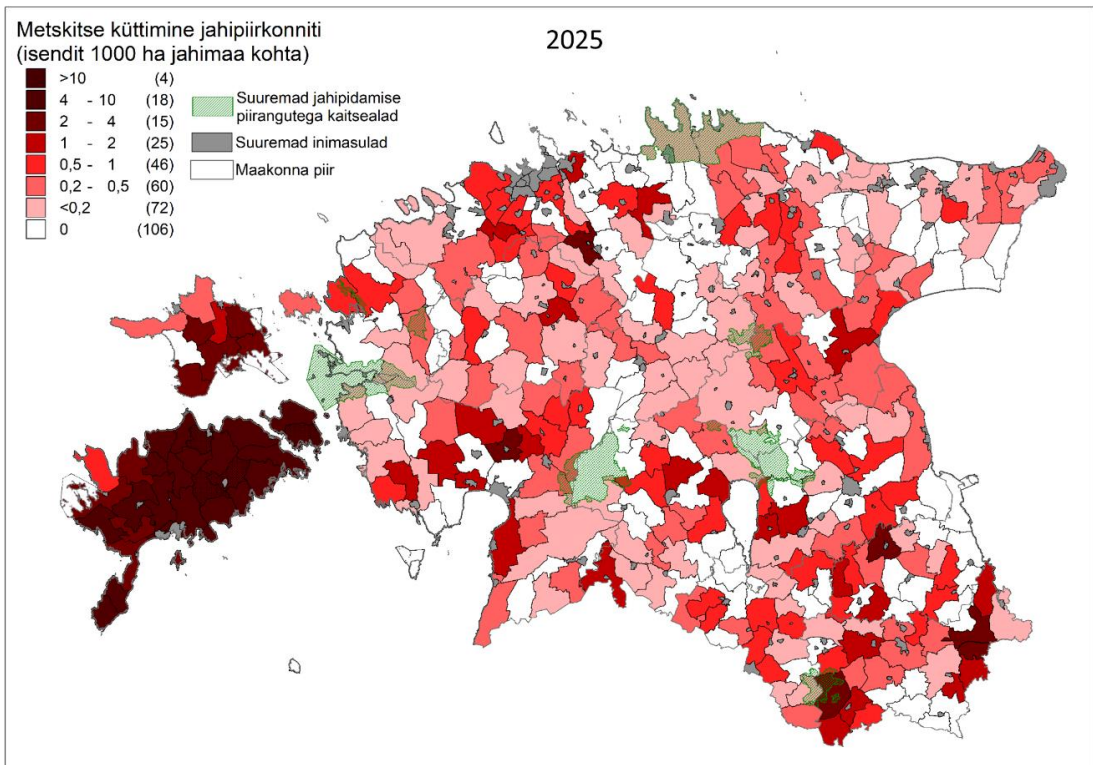 Metskitse küttimine jahipiirkonniti
(isendit 1000 ha jahimaa kohta)
2025
>10 (4)
4 - 10 (18)
2 - 4 (15)
1 - 2 (25)
0,5 - 1 (46)
0,2 - 0,5 (60)
<0,2 (72)
0 (106)
Suuremad jahipidamise
piirangutega kaitsealad
Suuremad inimasulad
Maakonna piir